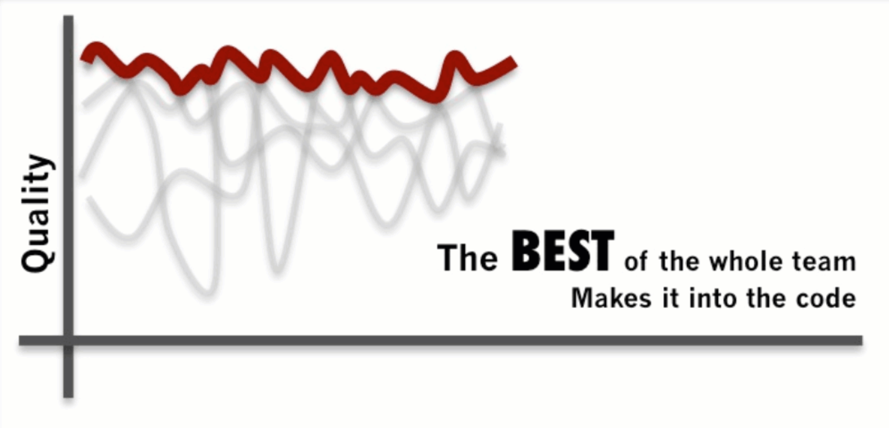 Quality
The BEST of the whole team
Makes it into the code